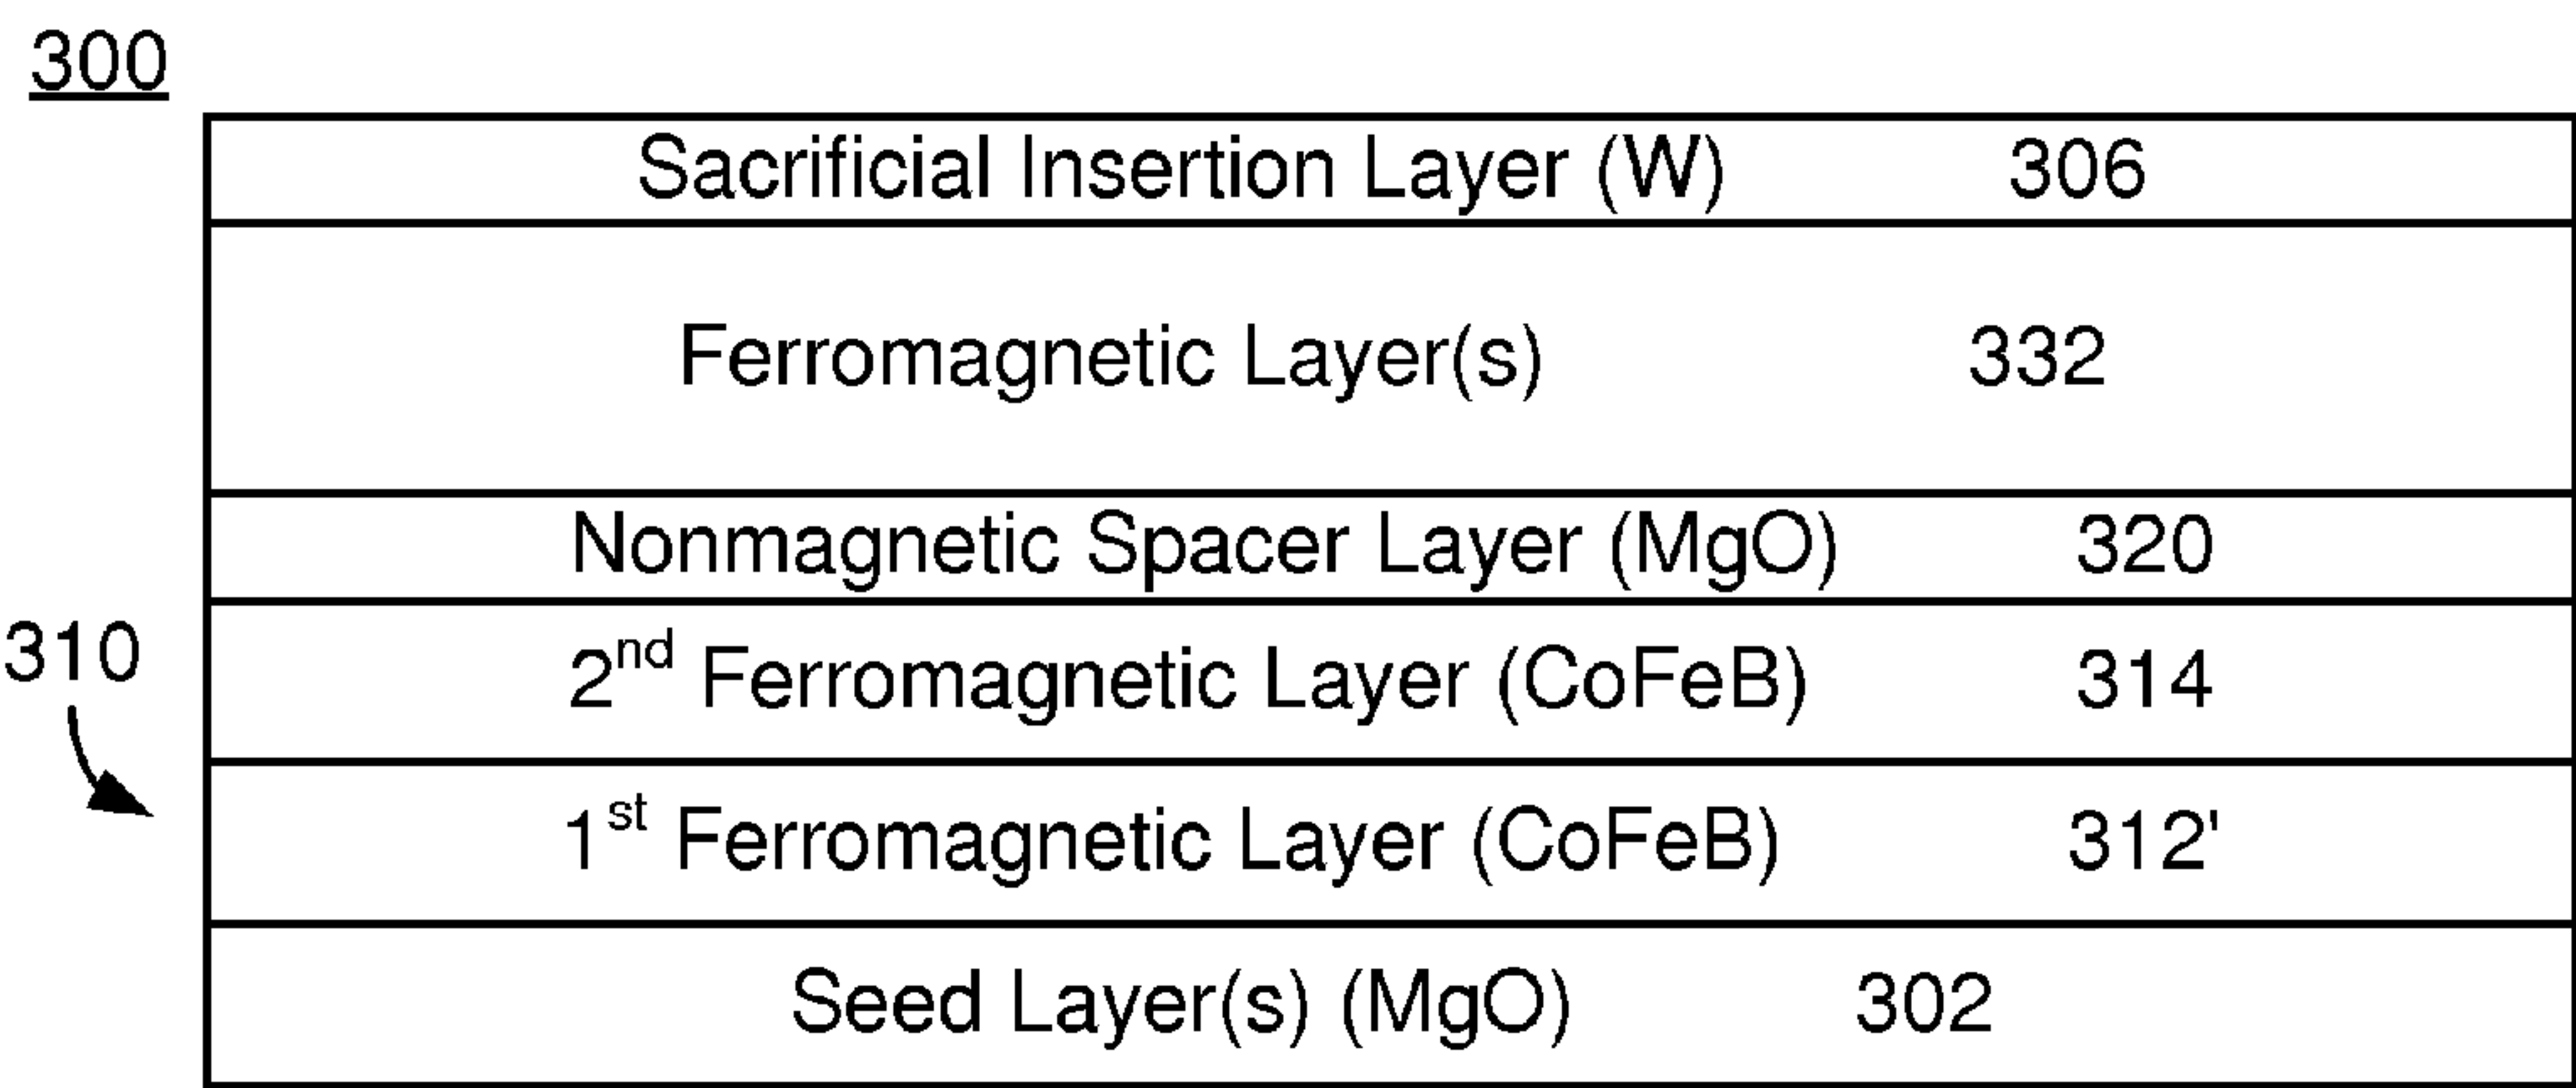 300
Sacrificial Insertion Layer (W) 306
Ferromagnetic Layer(s) 332
Nonmagnetic Spacer Layer (MgO) 320
310
2nd Ferromagnetic Layer (CoFeB) 314
1st Ferromagnetic Layer (CoFeB) 312'
Seed Layer(s) (MgO) 302